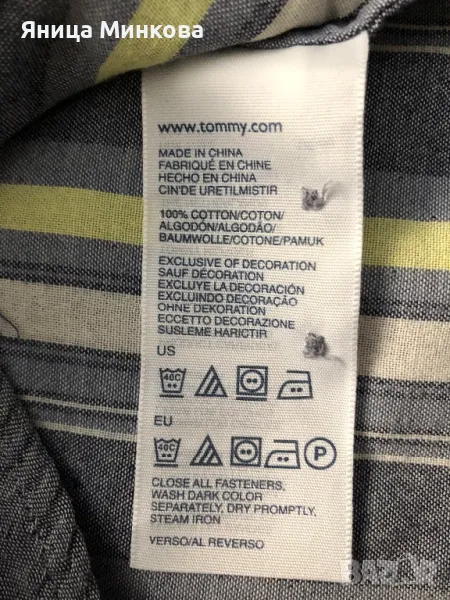 Яница Минкова
www.tommy.com
MADE IN CHINA
FABRIQUÉ EN CHINE
HECHO EN CHINA
CIN'DE URETILMISTIR
100% COTTON/COTON/
ALGODÓN/ALGODÃO/
BAUMWOLLE/COTONE/PAMUK
EXCLUSIVE OF DECORATION
SAUF DÉCORATION
EXCLUYE LA DECORACIÓN
EXCLUINDO DECORAÇÃO
OHNE DEKORATION
ECCETTO DECORAZIONE
SUSLEME HARICTIR
US
40C
EU
40C P
CLOSE ALL FASTENERS,
WASH DARK COLOR
SEPARATELY, DRY PROMPTLY,
STEAM IRON
VERSO/AL REVERSO